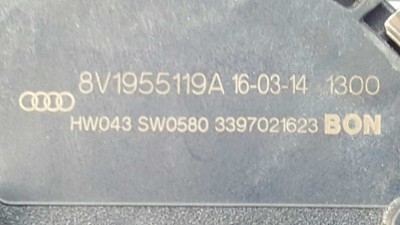 8V1955119A 16-03-14 1300
HW043 SW0580 3397021623 BON